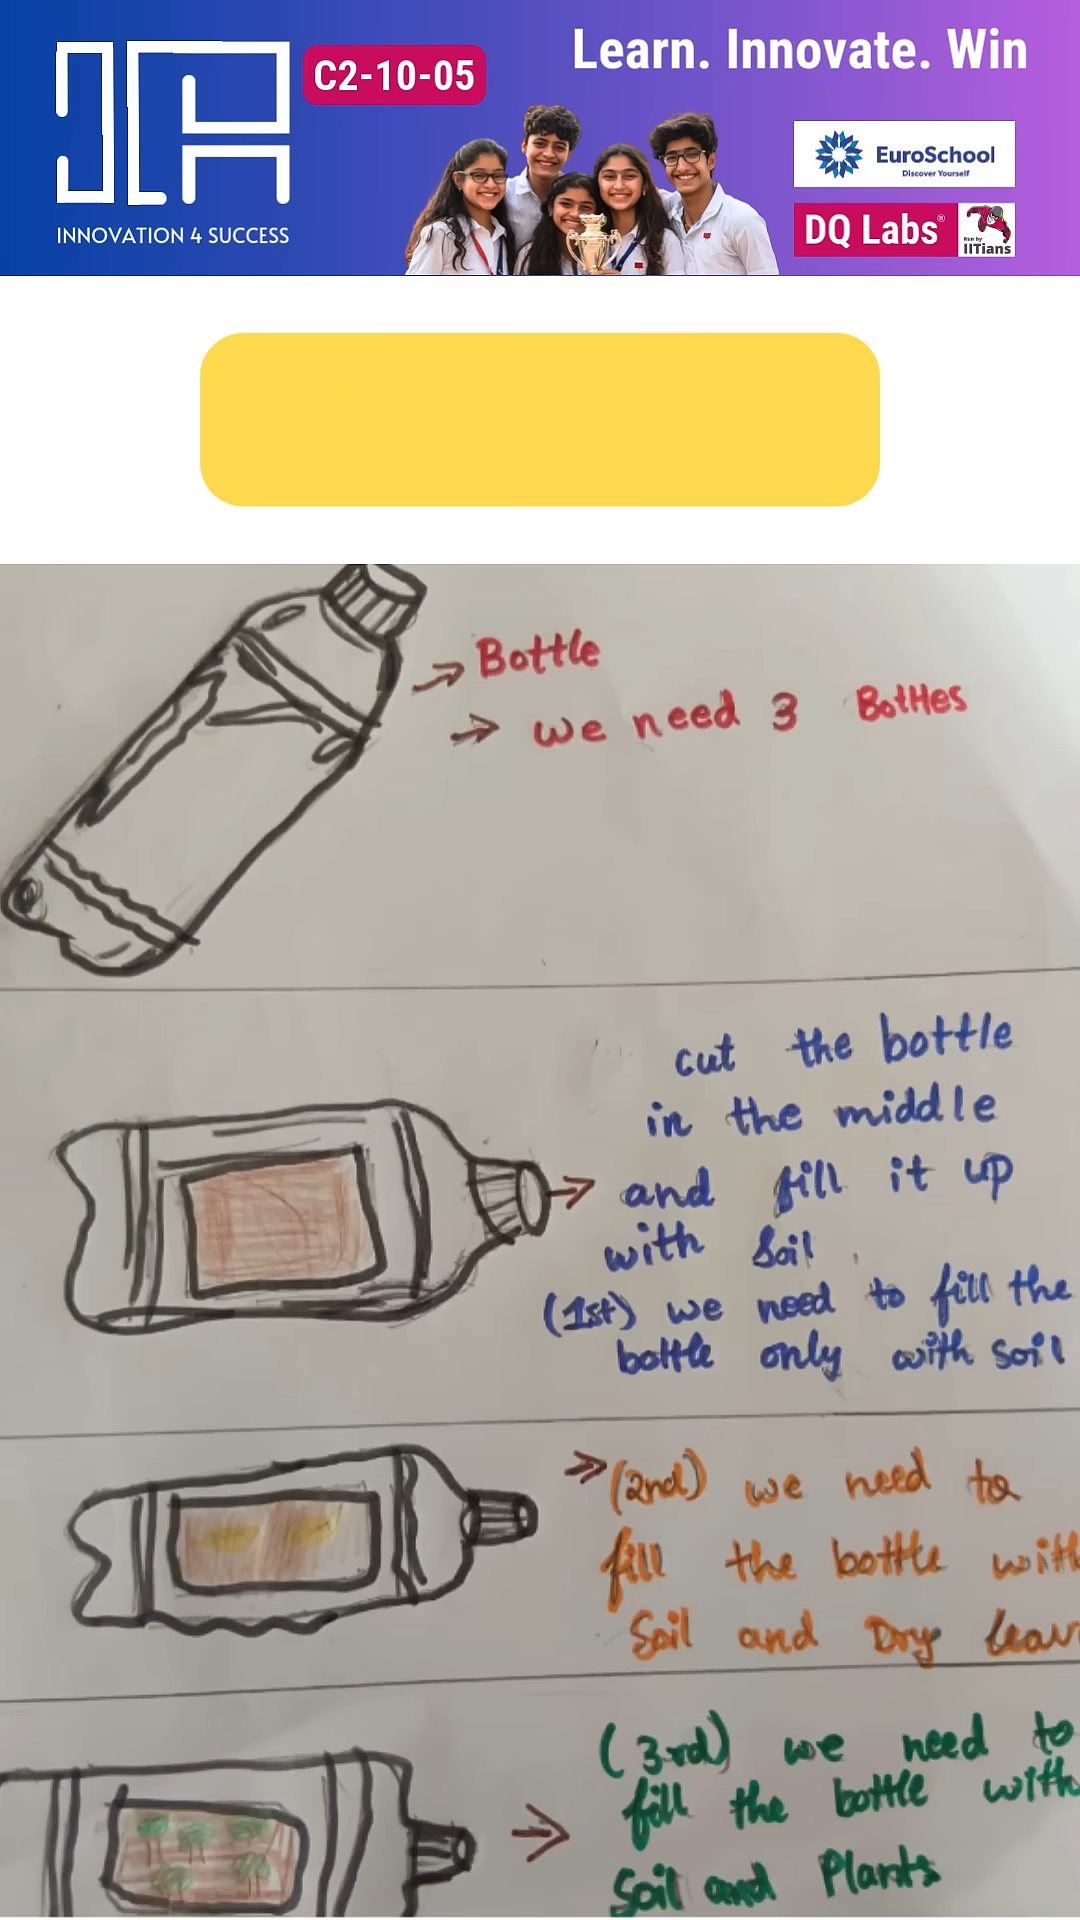 C2-10-05
Learn. Innovate. Win
INNOVATION 4 SUCCESS
EuroSchool
Discover Yourself
DQ Labs®
Run by
IITians
→ Bottle
→ we need 3 Bottles
cut the bottle
in the middle
→ and fill it up
with Soil
(1st) we need to fill the
bottle only with soil
→ (2nd) we need to
fill the bottle with
Soil and Dry
(3rd) we need to
→ fill the bottle with
Soil and Plants